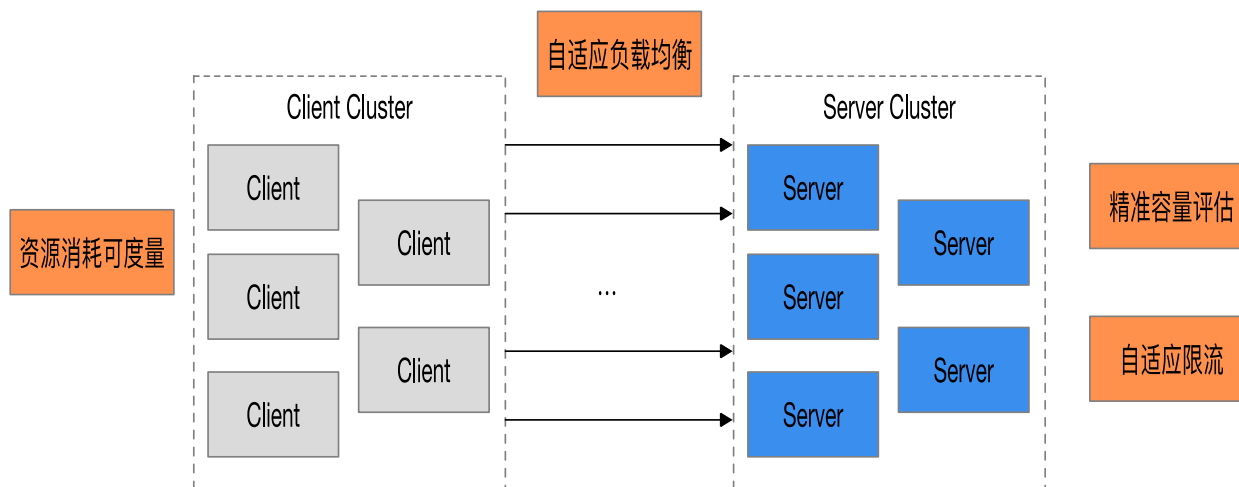 自适应负载均衡
Client Cluster
Server Cluster
Client
Client
Client
Client
Client
资源消耗可度量
...
Server
Server
Server
Server
Server
精准容量评估
自适应限流